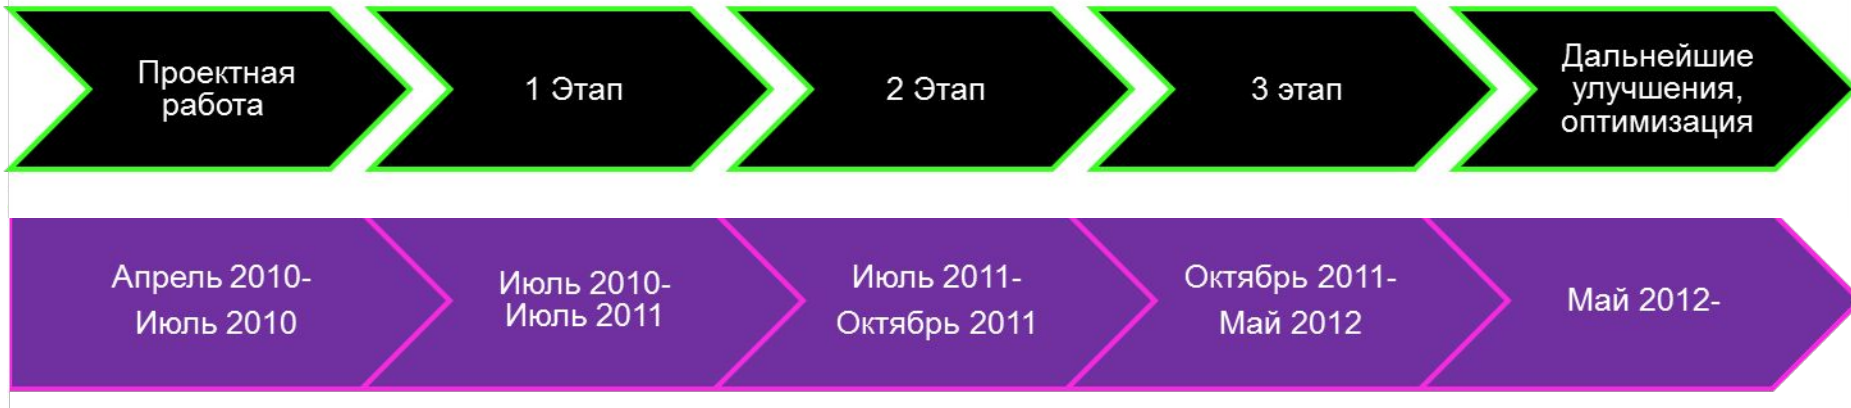 Проектная
работа
1 Этап
2 Этап
3 этап
Дальнейшие
улучшения,
оптимизация
Апрель 2010-
Июль 2010
Июль 2010-
Июль 2011
Июль 2011-
Октябрь 2011
Октябрь 2011-
Май 2012
Май 2012-